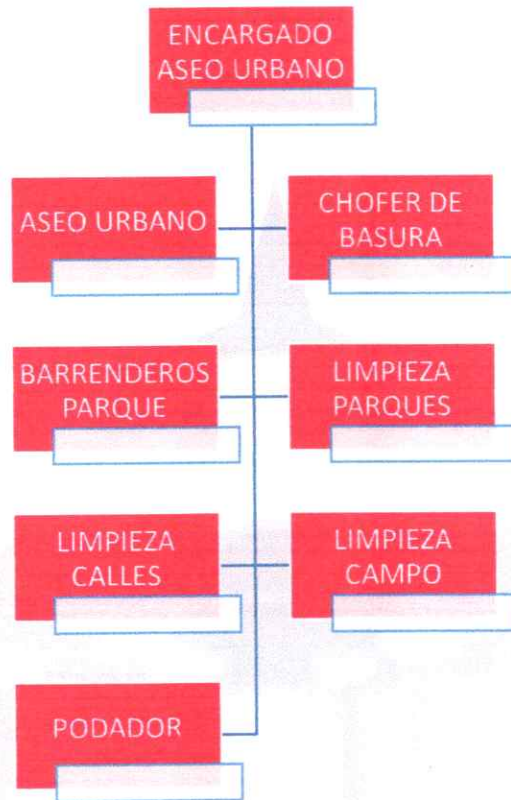 ENCARGADO
ASEO URBANO
ASEO URBANO
CHOFER DE
BASURA
BARRENDEROS
PARQUE
LIMPIEZA
PARQUES
LIMPIEZA
CALLES
LIMPIEZA
CAMPO
PODADOR